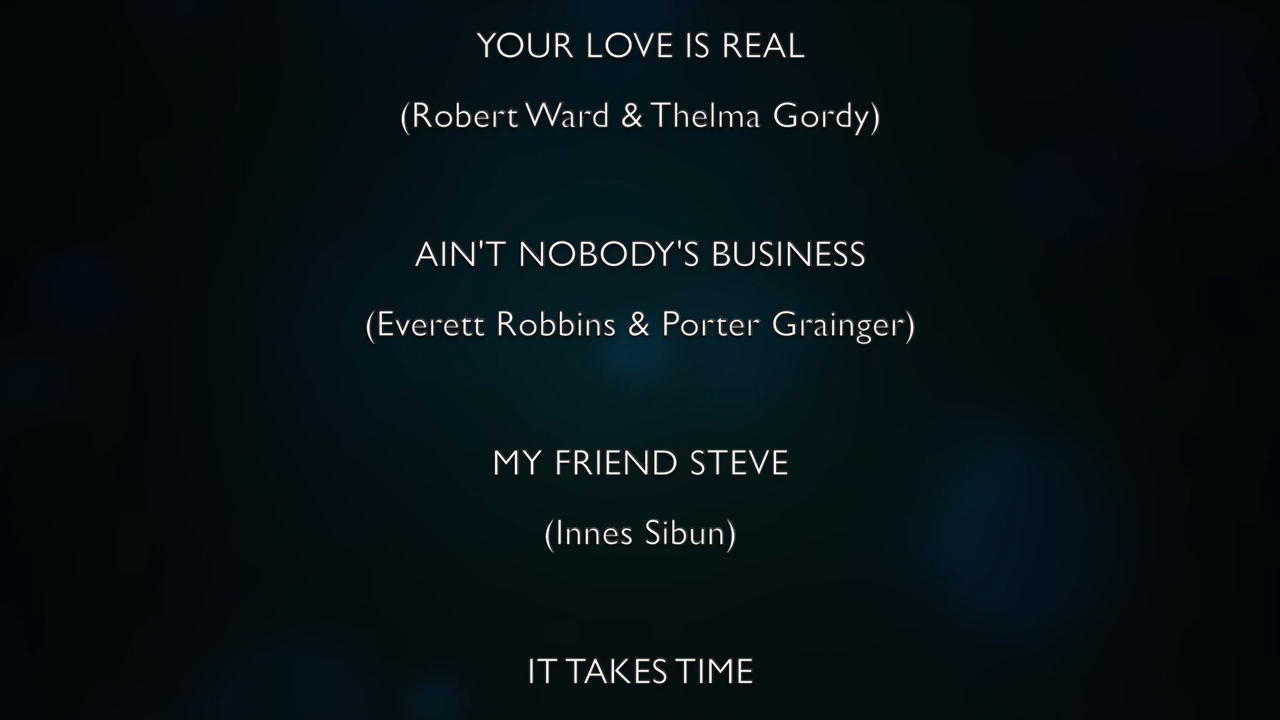 YOUR LOVE IS REAL
(Robert Ward & Thelma Gordy)
AIN'T NOBODY'S BUSINESS
(Everett Robbins & Porter Grainger)
MY FRIEND STEVE
(Innes Sibun)
IT TAKES TIME